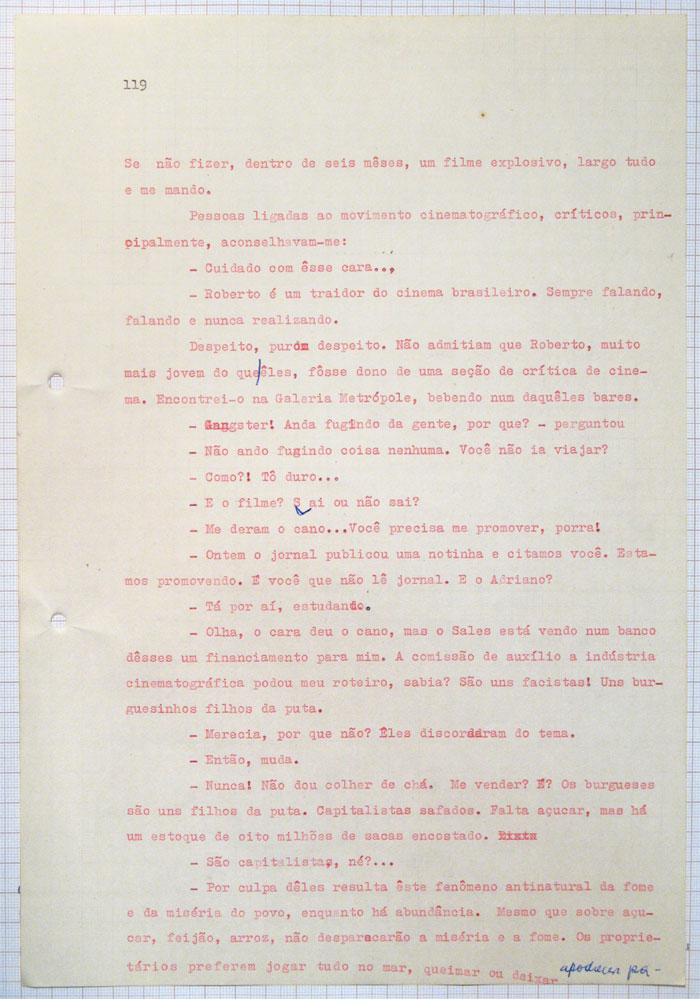 119
Se não fizer, dentro de seis mêses, um filme explosivo, largo tudo
e me mando.
Pessoas ligadas ao movimento cinematográfico, críticos, prin-
cipalmente, aconselhavam-me:
- Cuidado com êsse cara...
- Roberto é um traidor do cinema brasileiro. Sempre falando,
falando e nunca realizando.
Despeito, puro despeito. Não admitiam que Roberto, muito
mais jovem do que êles, fôsse dono de uma seção de crítica de cine-
ma. Encontrei-o na Galeria Metrópole, bebendo num daquêles bares.
- Gangster! Anda fugindo da gente, por que? - perguntou
- Não ando fugindo coisa nenhuma. Você não ia viajar?
- Como?! Tô duro...
- E o filme? S ai ou não sai?
- Me deram o cano...Você precisa me promover, porra!
- Ontem o jornal publicou uma notinha e citamos você. Esta-
mos promovendo. É você que não lê jornal. E o Adriano?
- Tá por aí, estudando.
- Olha, o cara deu o cano, mas o Sales está vendo num banco
dêsses um financiamento para mim. A comissão de auxílio a indústria
cinematográfica podou meu roteiro, sabia? São uns facistas! Uns bur-
guesinhos filhos da puta.
- Merecia, por que não? Êles discordaram do tema.
- Então, muda.
- Nunca! Não dou colher de chá. Me vender? É? Os burgueses
são uns filhos da puta. Capitalistas safados. Falta açucar, mas há
um estoque de oito milhões de sacas encostado.
- São capitalistas, né?...
- Por culpa dêles resulta êste fenômeno antinatural da fome
e da miséria do povo, enquanto há abundância. Mesmo que sobre açu-
car, feijão, arroz, não desparacarão a miséria e a fome. Os proprie-
tários preferem jogar tudo no mar, queimar ou deixar apodecer pa-